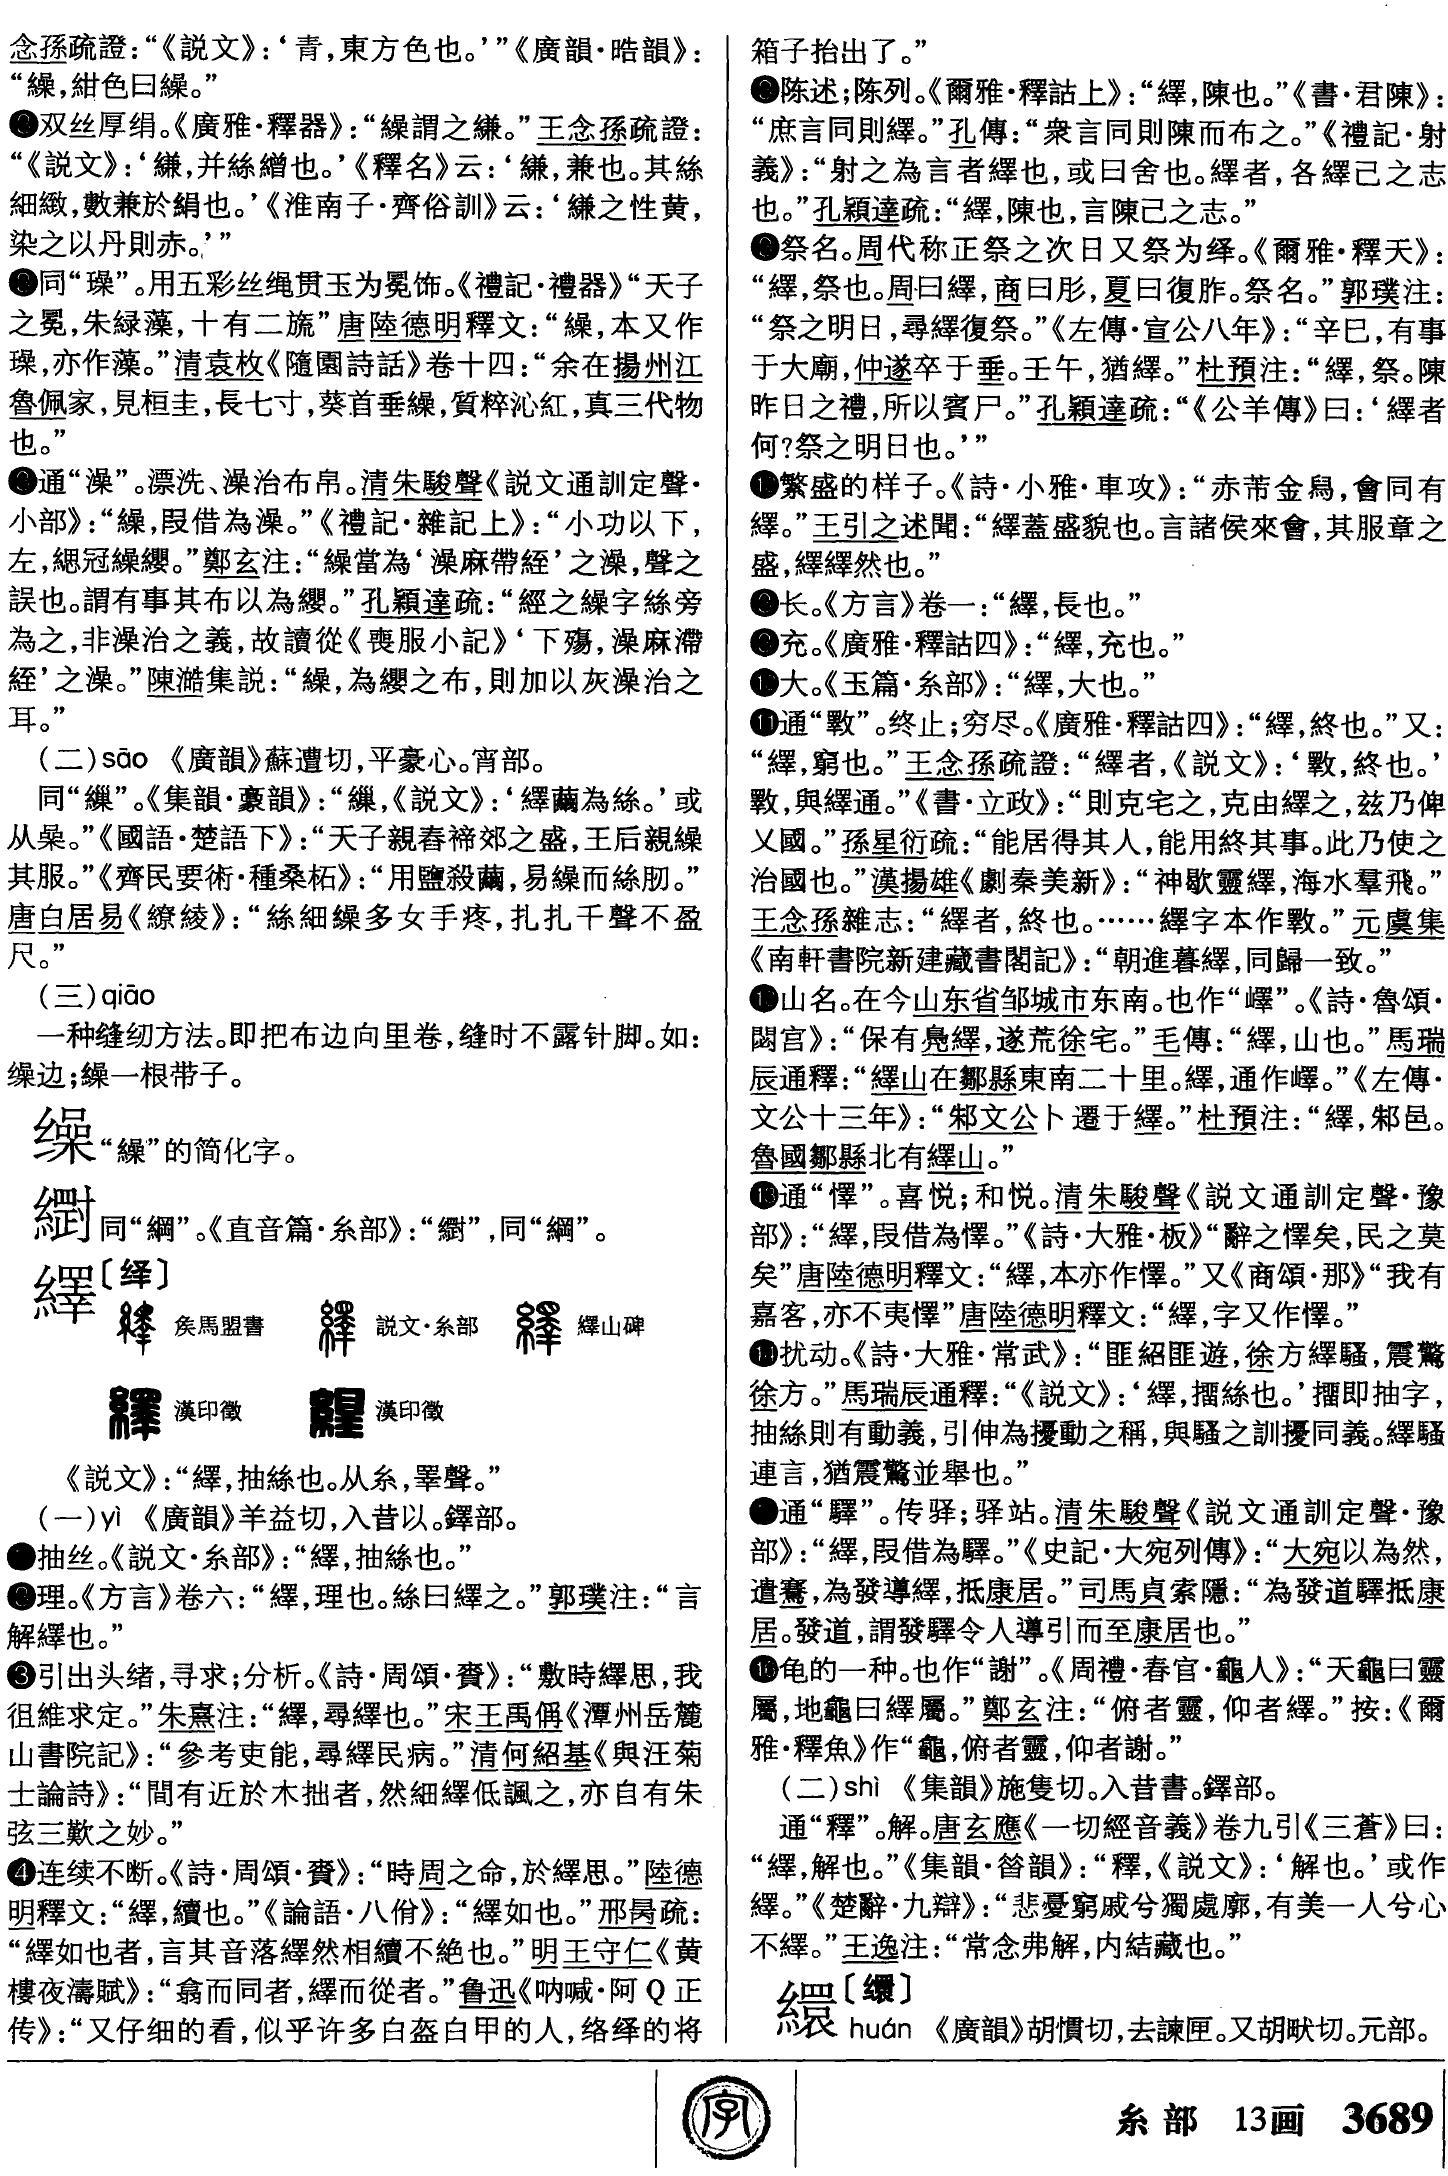 念孫疏證：“《説文》：‘青，東方色也。’”《廣韻·晧韻》：
“繰，紺色曰繰。”
❷双丝厚绢。《廣雅·釋器》：“繰謂之縑。”王念孫疏證：
“《説文》：‘縑，并絲繒也。’《釋名》云：‘縑，兼也。其絲
細緻，數兼於絹也。’《淮南子·齊俗訓》云：‘縑之性黄，
染之以丹則赤。’”
❸同“璪”。用五彩丝绳贯玉为冕饰。《禮記·禮器》“天子
之冕，朱緑藻，十有二旒”唐陸德明釋文：“繰，本又作
璪，亦作藻。”清袁枚《隨園詩話》卷十四：“余在揚州江
魯佩家，見桓圭，長七寸，葵首垂繰，質粹沁紅，真三代物
也。”
❹通“澡”。漂洗、澡治布帛。清朱駿聲《説文通訓定聲·
小部》：“繰，叚借為澡。”《禮記·雜記上》：“小功以下，
左，緦冠繰纓。”鄭玄注：“繰當為‘澡麻帶絰’之澡，聲之
誤也。謂有事其布以為纓。”孔穎達疏：“經之繰字絲旁
為之，非澡治之義，故讀從《喪服小記》‘下殤，澡麻滯
絰’之澡。”陳澔集説：“繰，為纓之布，則加以灰澡治之
耳。”
（二）sāo 《廣韻》蘇遭切，平豪心。宵部。
同“繅”。《集韻·豪韻》：“繅，《説文》：‘繹繭為絲。’或
从喿。”《國語·楚語下》：“天子親舂禘郊之盛，王后親繰
其服。”《齊民要術·種桑柘》：“用鹽殺繭，易繰而絲肕。”
唐白居易《繚綾》：“絲細繰多女手疼，扎扎千聲不盈
尺。”
（三）qiāo
一种缝纫方法。即把布边向里卷，缝时不露针脚。如：
缲边；缲一根带子。
缲 “繰”的简化字。
同“綱”。《直音篇·糸部》： ，同“綱”。
繹〔绎〕
矦馬盟書 説文·糸部 繹山碑
漢印徵 漢印徵
《説文》：“繹，抽絲也。从糸，睪聲。”
（一）yì 《廣韻》羊益切，入昔以。鐸部。
❶抽丝。《説文·糸部》：“繹，抽絲也。”
❷理。《方言》卷六：“繹，理也。絲曰繹之。”郭璞注：“言
解繹也。”
❸引出头绪，寻求；分析。《詩·周頌·賚》：“敷時繹思，我
徂維求定。”朱熹注：“繹，尋繹也。”宋王禹偁《潭州岳麓
山書院記》：“參考吏能，尋繹民病。”清何紹基《與汪菊
士論詩》：“間有近於木拙者，然細繹低諷之，亦自有朱
弦三歎之妙。”
❹连续不断。《詩·周頌·賚》：“時周之命，於繹思。”陸德
明釋文：“繹，續也。”《論語·八佾》：“繹如也。”邢昺疏：
“繹如也者，言其音落繹然相續不絶也。”明王守仁《黄
樓夜濤賦》：“翕而同者，繹而從者。”鲁迅《呐喊·阿Q正
传》：“又仔细的看，似乎许多白盔白甲的人，络绎的将
箱子抬出了。”
❺陈述；陈列。《爾雅·釋詁上》：“繹，陳也。”《書·君陳》：
“庶言同則繹。”孔傳：“衆言同則陳而布之。”《禮記·射
義》：“射之為言者繹也，或曰舍也。繹者，各繹己之志
也。”孔穎達疏：“繹，陳也，言陳己之志。”
❻祭名。周代称正祭之次日又祭为绎。《爾雅·釋天》：
“繹，祭也。周曰繹，商曰肜，夏曰復胙。祭名。”郭璞注：
“祭之明日，尋繹復祭。”《左傳·宣公八年》：“辛巳，有事
于大廟，仲遂卒于垂。壬午，猶繹。”杜預注：“繹，祭。陳
昨日之禮，所以賓尸。”孔穎達疏：“《公羊傳》曰：‘繹者
何？祭之明日也。’”
❼繁盛的样子。《詩·小雅·車攻》：“赤芾金舄，會同有
繹。”王引之述聞：“繹蓋盛貌也。言諸侯來會，其服章之
盛，繹繹然也。”
❽长。《方言》卷一：“繹，長也。”
❾充。《廣雅·釋詁四》：“繹，充也。”
❿大。《玉篇·糸部》：“繹，大也。”
⓫通“斁”。终止；穷尽。《廣雅·釋詁四》：“繹，終也。”又：
“繹，窮也。”王念孫疏證：“繹者，《説文》：‘斁，終也。’
斁，與繹通。”《書·立政》：“則克宅之，克由繹之，兹乃俾
乂國。”孫星衍疏：“能居得其人，能用終其事。此乃使之
治國也。”漢揚雄《劇秦美新》：“神歇靈繹，海水羣飛。”
王念孫雜志：“繹者，終也。……繹字本作斁。”元虞集
《南軒書院新建藏書閣記》：“朝進暮繹，同歸一致。”
⓬山名。在今山东省邹城市东南。也作“嶧”。《詩·魯頌·
閟宫》：“保有鳧繹，遂荒徐宅。”毛傳：“繹，山也。”馬瑞
辰通釋：“繹山在鄒縣東南二十里。繹，通作嶧。”《左傳·
文公十三年》：“邾文公卜遷于繹。”杜預注：“繹，邾邑。
魯國鄒縣北有繹山。”
⓭通“懌”。喜悦；和悦。清朱駿聲《説文通訓定聲·豫
部》：“繹，叚借為懌。”《詩·大雅·板》“辭之懌矣，民之莫
矣”唐陸德明釋文：“繹，本亦作懌。”又《商頌·那》“我有
嘉客，亦不夷懌”唐陸德明釋文：“繹，字又作懌。”
⓮扰动。《詩·大雅·常武》：“匪紹匪遊，徐方繹騷，震驚
徐方。”馬瑞辰通釋：“《説文》：‘繹，擂絲也。’擂即抽字，
抽絲則有動義，引伸為擾動之稱，與騷之訓擾同義。繹騷
連言，猶震驚並舉也。”
⓯通“驛”。传驿；驿站。清朱駿聲《説文通訓定聲·豫
部》：“繹，叚借為驛。”《史記·大宛列傳》：“大宛以為然，
遣騫，為發導繹，抵康居。”司馬貞索隱：“為發道驛抵康
居。發道，謂發驛令人導引而至康居也。”
⓰龟的一种。也作“謝”。《周禮·春官·龜人》：“天龜曰靈
屬，地龜曰繹屬。”鄭玄注：“俯者靈，仰者繹。”按：《爾
雅·釋魚》作“龜，俯者靈，仰者謝。”
（二）shì 《集韻》施隻切。入昔書。鐸部。
通“釋”。解。唐玄應《一切經音義》卷九引《三蒼》曰：
“繹，解也。”《集韻·㫺韻》：“釋，《説文》：‘解也。’或作
繹。”《楚辭·九辯》：“悲憂窮戚兮獨處廓，有美一人兮心
不繹。”王逸注：“常念弗解，内結藏也。”
繯〔缳〕
huán 《廣韻》胡慣切，去諫匣。又胡畎切。元部。
字
糸部 13画 3689